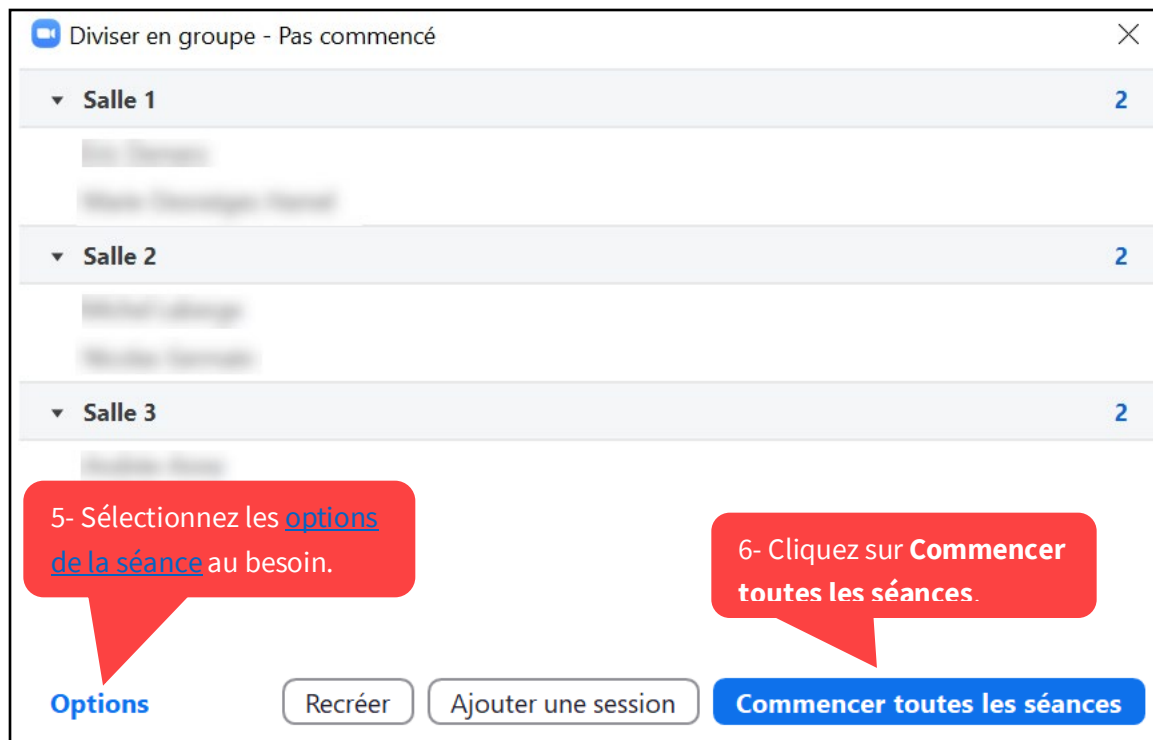 Diviser en groupe - Pas commencé
Salle 1 2
Salle 2 2
Salle 3 2
5- Sélectionnez les options
de la séance au besoin.
6- Cliquez sur Commencer
toutes les séances.
Options Recréer Ajouter une session Commencer toutes les séances